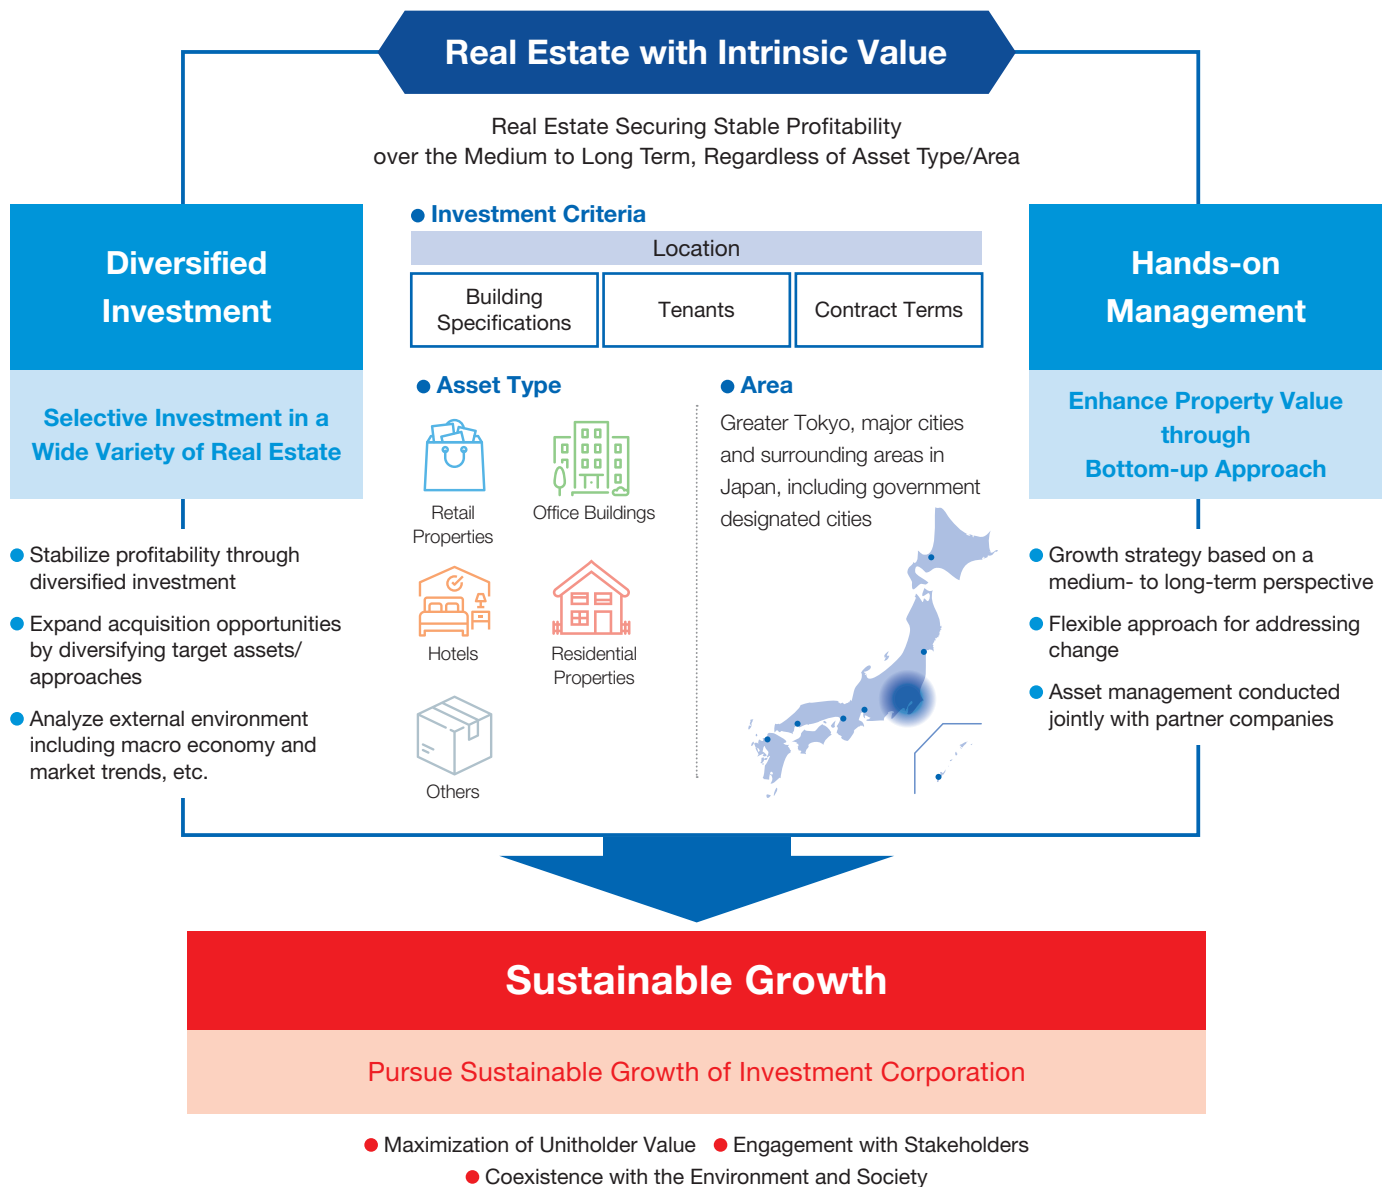 Real Estate with Intrinsic Value
Real Estate Securing Stable Profitability
over the Medium to Long Term, Regardless of Asset Type/Area
Diversified
Investment
Selective Investment in a
Wide Variety of Real Estate
● Stabilize profitability through
diversified investment
● Expand acquisition opportunities
by diversifying target assets/
approaches
● Analyze external environment
including macro economy and
market trends, etc.
● Investment Criteria
Location
Building
Specifications
Tenants
Contract Terms
● Asset Type
Retail
Properties
Office Buildings
Hotels
Residential
Properties
Others
● Area
Greater Tokyo, major cities
and surrounding areas in
Japan, including government
designated cities
Hands-on
Management
Enhance Property Value
through
Bottom-up Approach
● Growth strategy based on a
medium- to long-term perspective
● Flexible approach for addressing
change
● Asset management conducted
jointly with partner companies
Sustainable Growth
Pursue Sustainable Growth of Investment Corporation
● Maximization of Unitholder Value ● Engagement with Stakeholders
● Coexistence with the Environment and Society